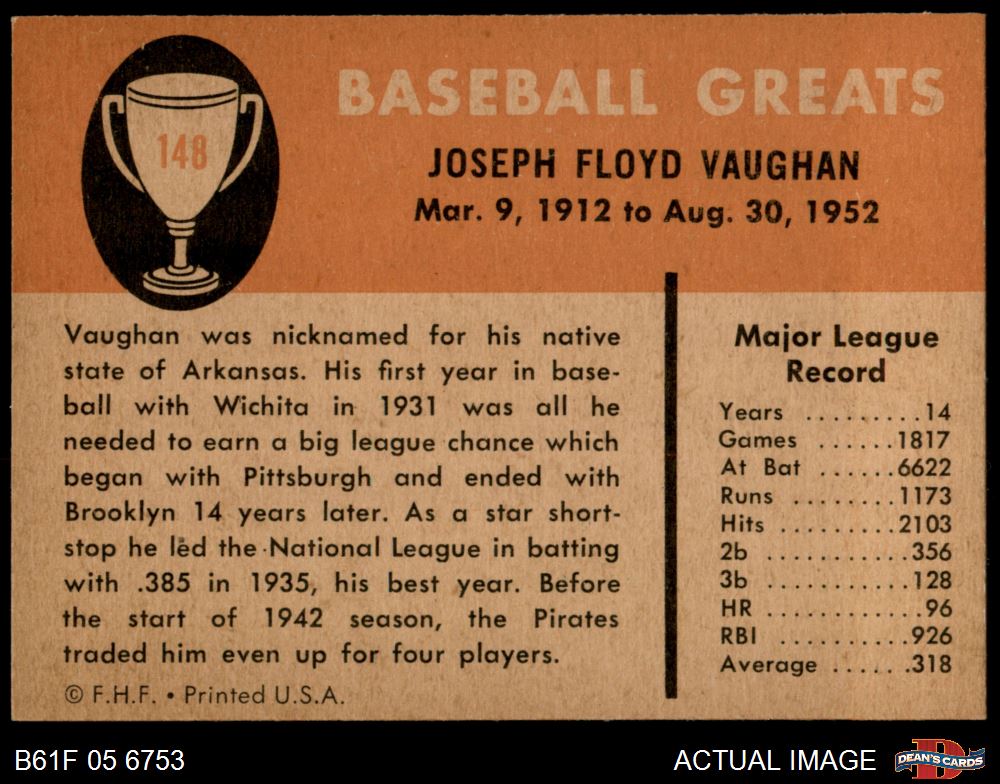 148
BASEBALL GREATS
JOSEPH FLOYD VAUGHAN
Mar. 9, 1912 to Aug. 30, 1952
Vaughan was nicknamed for his native
state of Arkansas. His first year in base-
ball with Wichita in 1931 was all he
needed to earn a big league chance which
began with Pittsburgh and ended with
Brooklyn 14 years later. As a star short-
stop he led the National League in batting
with .385 in 1935, his best year. Before
the start of 1942 season, the Pirates
traded him even up for four players.
© F.H.F. • Printed U.S.A.
Major League
Record
Years .........14
Games ......1817
At Bat ......6622
Runs ........1173
Hits .........2103
2b ...........356
3b ...........128
HR ............96
RBI ..........926
Average ......318
B61F 05 6753
ACTUAL IMAGE
D
DEAN'S CARDS